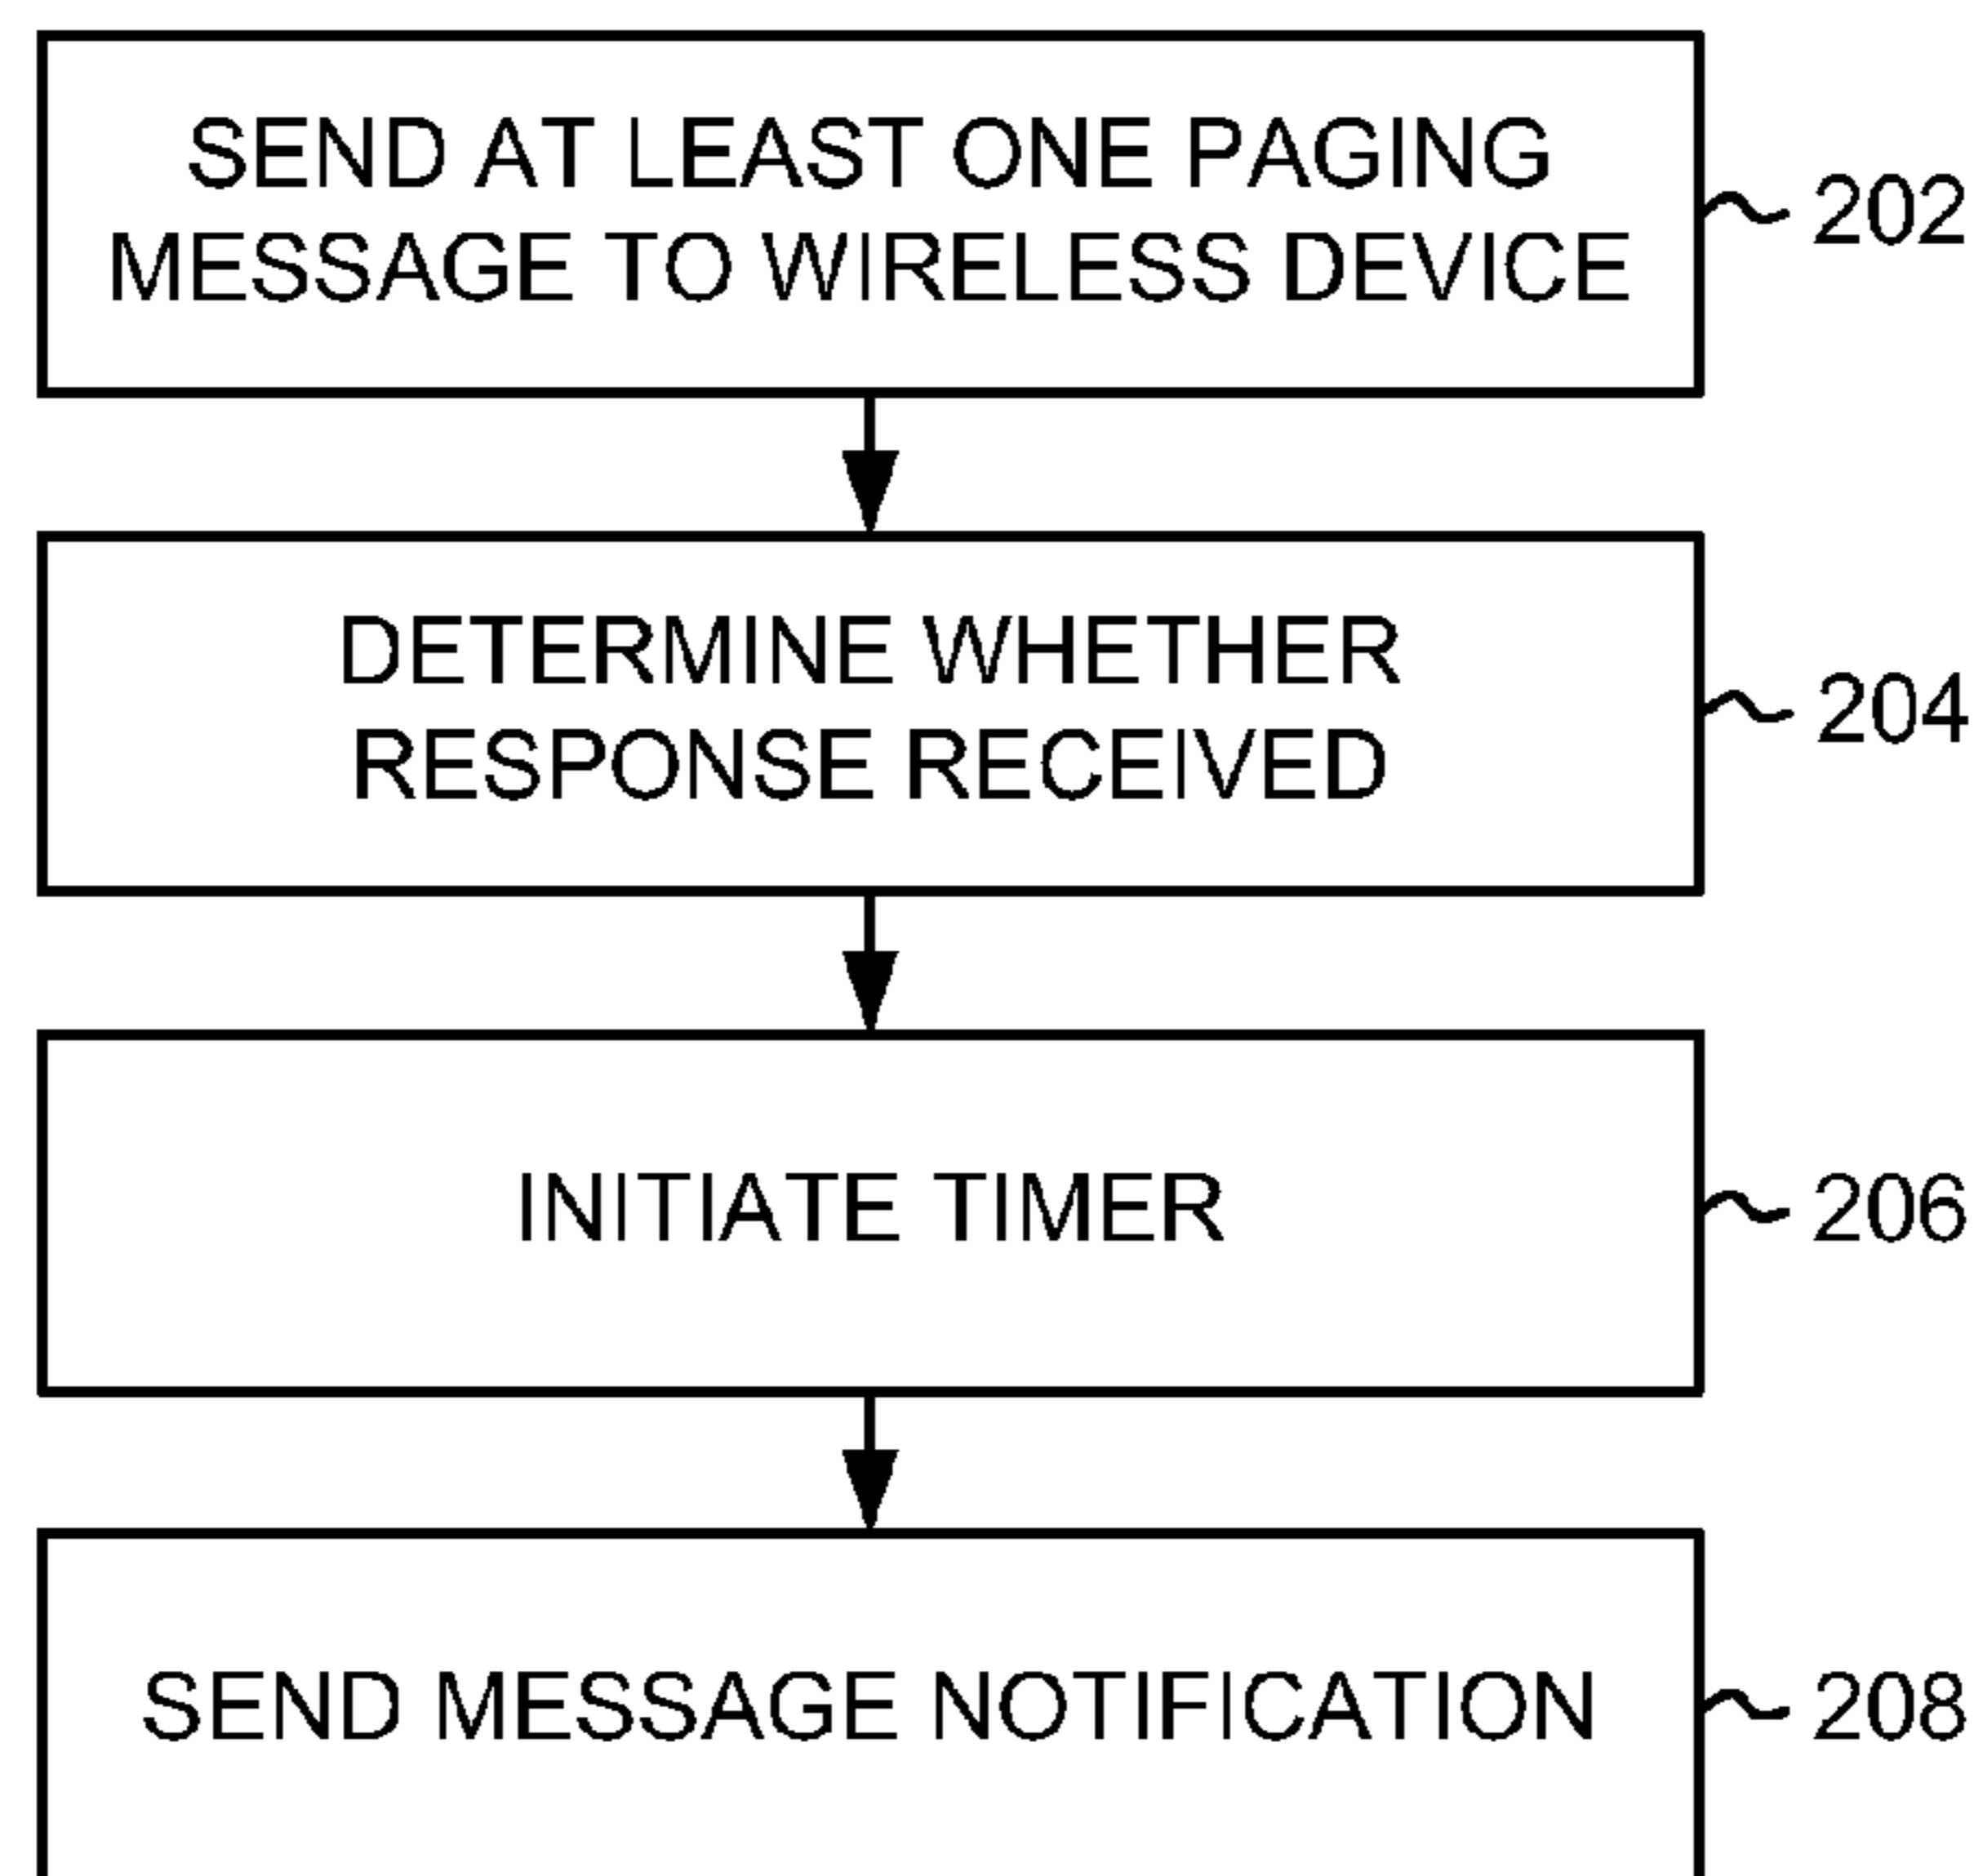 SEND AT LEAST ONE PAGING
MESSAGE TO WIRELESS DEVICE
202
DETERMINE WHETHER
RESPONSE RECEIVED
204
INITIATE TIMER
206
SEND MESSAGE NOTIFICATION
208